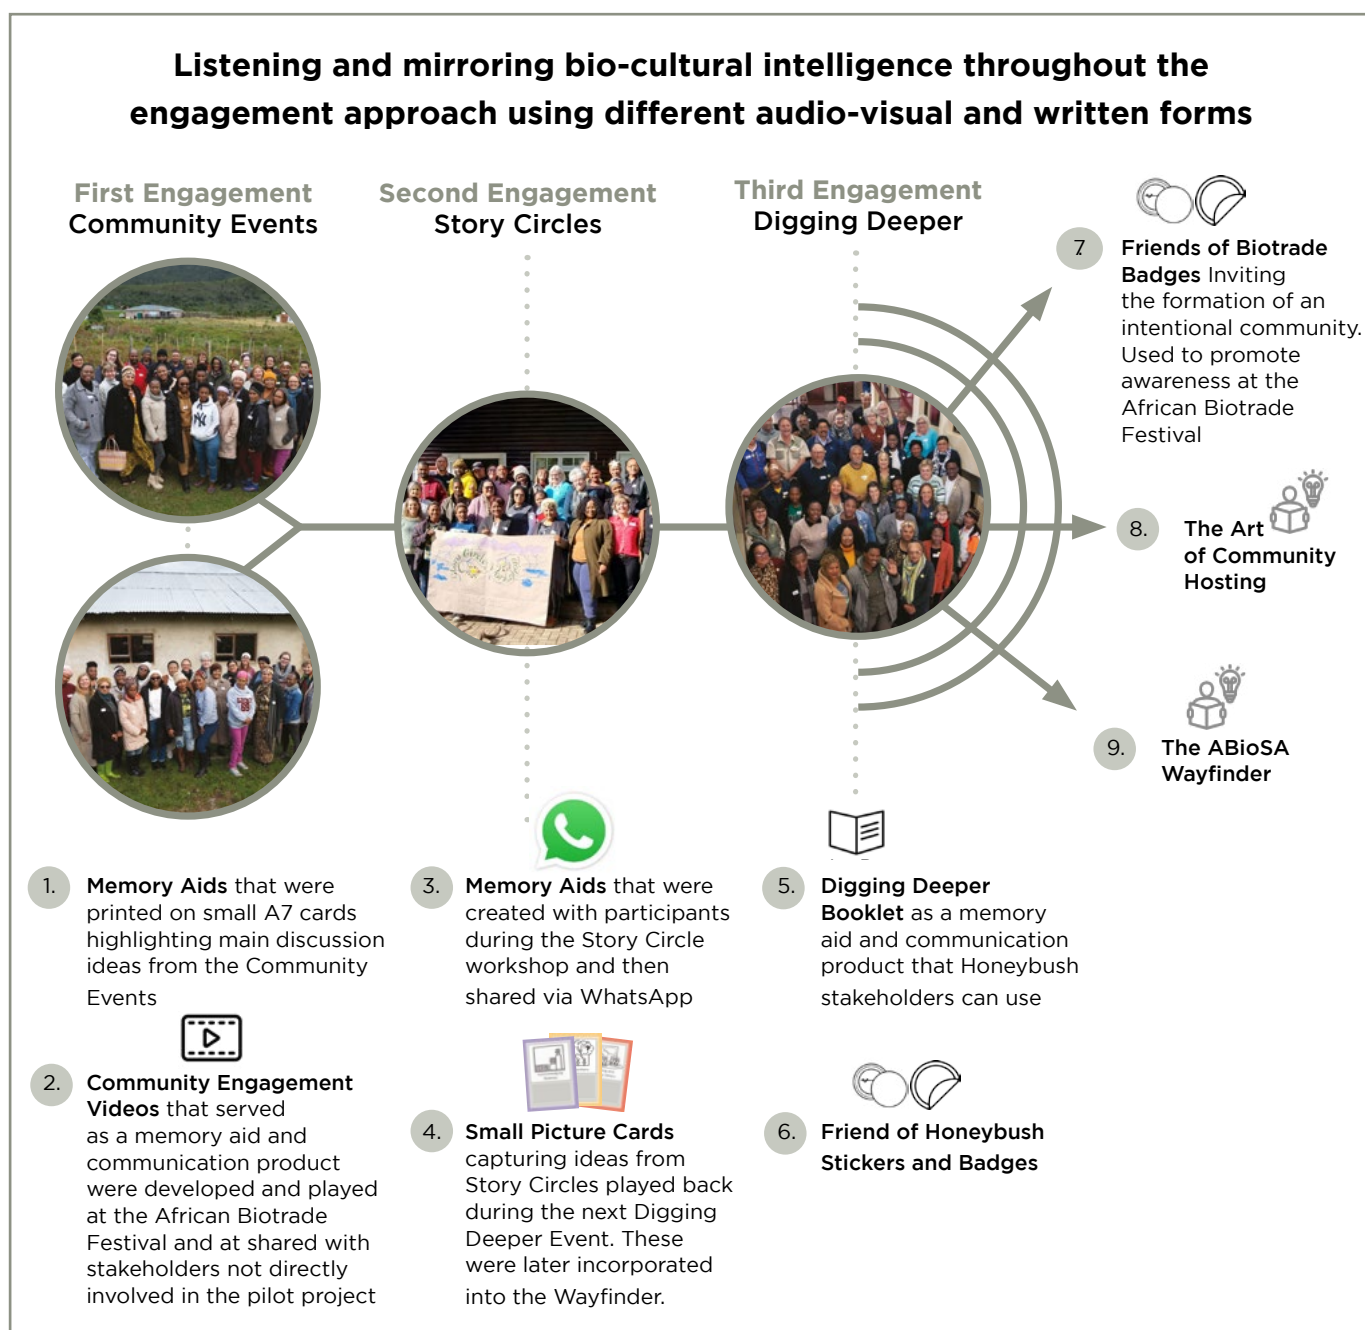 Listening and mirroring bio-cultural intelligence throughout the
engagement approach using different audio-visual and written forms
First Engagement
Community Events
Second Engagement
Story Circles
Third Engagement
Digging Deeper
7.
Friends of Biotrade
Badges Inviting
the formation of an
intentional community.
Used to promote
awareness at the
African Biotrade
Festival
8.
The Art
of Community
Hosting
9.
The ABioSA
Wayfinder
1.
Memory Aids that were
printed on small A7 cards
highlighting main discussion
ideas from the Community
Events
2.
Community Engagement
Videos that served
as a memory aid and
communication product
were developed and played
at the African Biotrade
Festival and at shared with
stakeholders not directly
involved in the pilot project
3.
Memory Aids that were
created with participants
during the Story Circle
workshop and then
shared via WhatsApp
4.
Small Picture Cards
capturing ideas from
Story Circles played back
during the next Digging
Deeper Event. These
were later incorporated
into the Wayfinder.
5.
Digging Deeper
Booklet as a memory
aid and communication
product that Honeybush
stakeholders can use
6.
Friend of Honeybush
Stickers and Badges